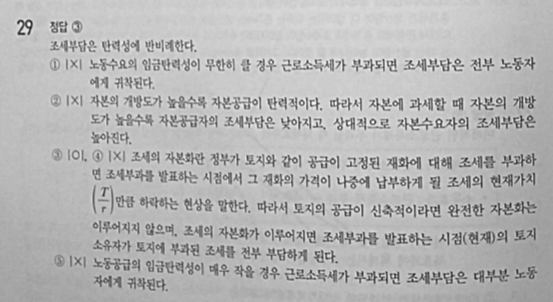 29 정답 ③
조세부담은 탄력성에 반비례한다.
① |X| 노동수요의 임금탄력성이 무한히 클 경우 근로소득세가 부과되면 조세부담은 전부 노동자
에게 귀착된다.
② |X| 자본의 개방도가 높을수록 자본공급이 탄력적이다. 따라서 자본에 과세할 때 자본의 개방
도가 높을수록 자본공급자의 조세부담은 낮아지고, 상대적으로 자본수요자의 조세부담은
높아진다.
③ |O|, ④ |X| 조세의 자본화란 정부가 토지와 같이 공급이 고정된 재화에 대해 조세를 부과하
면 조세부과를 발표하는 시점에서 그 재화의 가격이 나중에 납부하게 될 조세의 현재가치
(T/r)만큼 하락하는 현상을 말한다. 따라서 토지의 공급이 신축적이라면 완전한 자본화는
이루어지지 않으며, 조세의 자본화가 이루어지면 조세부과를 발표하는 시점(현재)의 토지
소유자가 토지에 부과된 조세를 전부 부담하게 된다.
⑤ |X| 노동공급의 임금탄력성이 매우 작을 경우 근로소득세가 부과되면 조세부담은 대부분 노동
자에게 귀착된다.